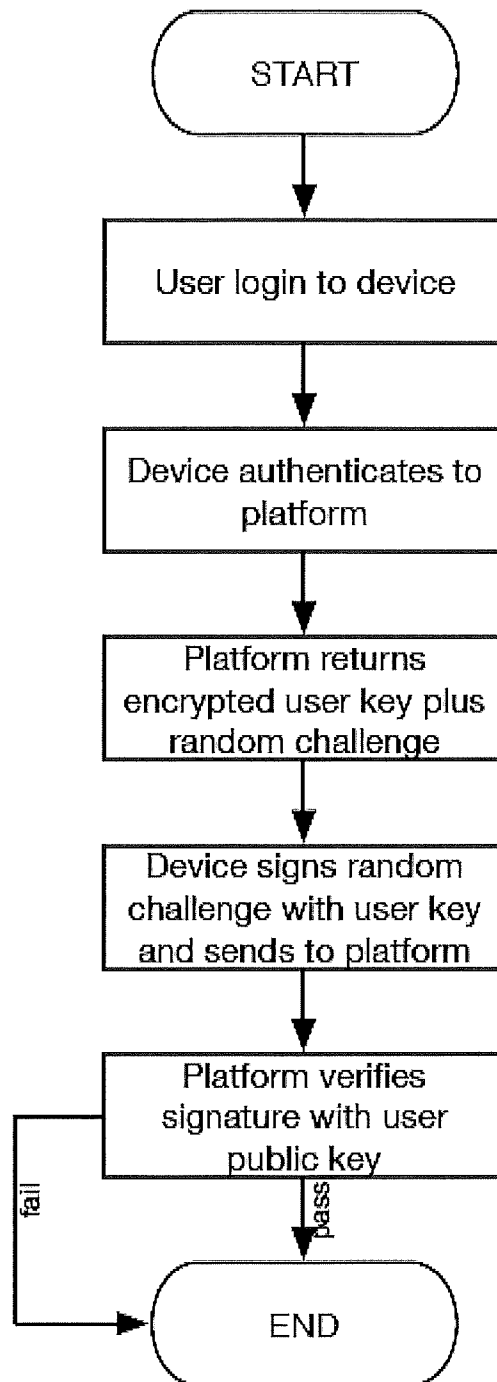 START
User login to device
Device authenticates to
platform
Platform returns
encrypted user key plus
random challenge
Device signs random
challenge with user key
and sends to platform
Platform verifies
signature with user
public key
fail
pass
END